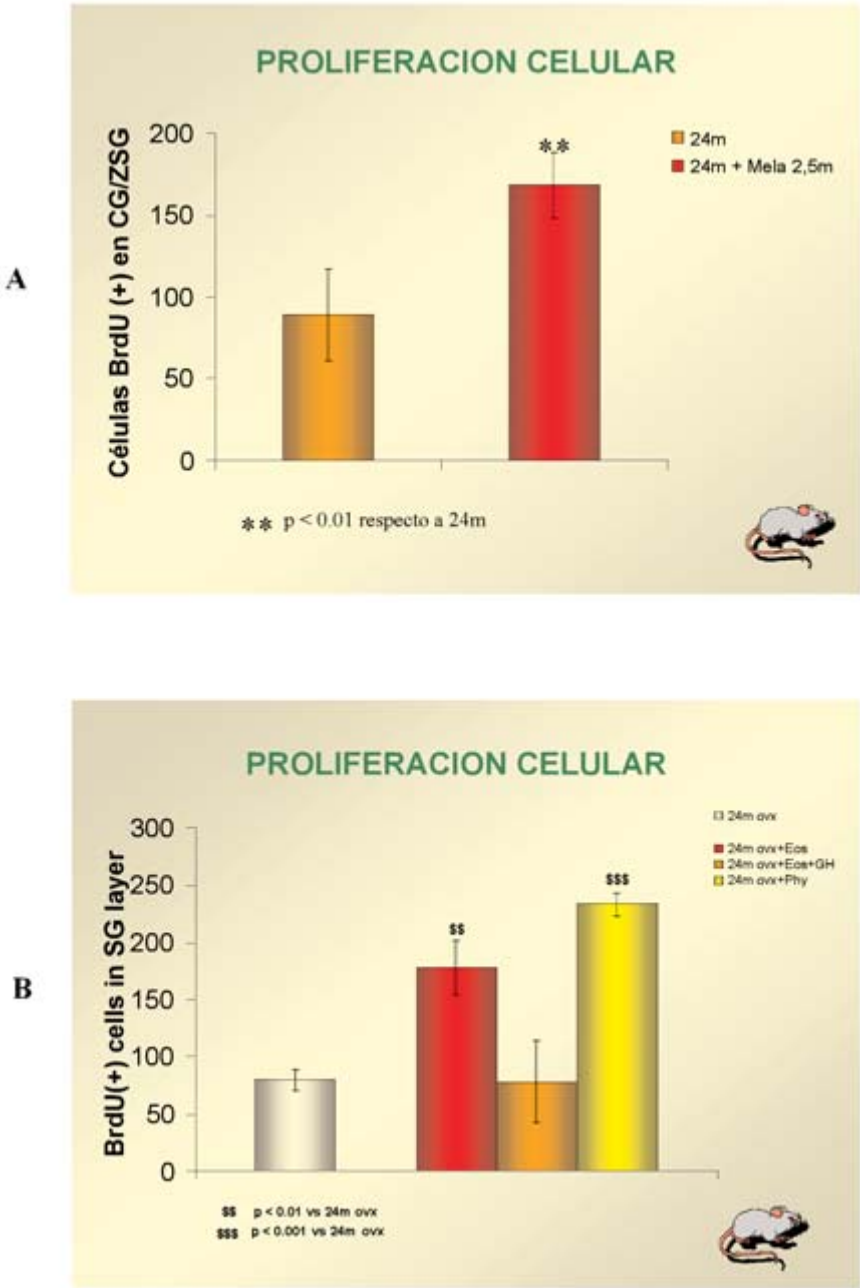 A
PROLIFERACION CELULAR
Células BrdU (+) en CG/ZSG
200
150
100
50
0
**
24m
24m + Mela 2,5m
** p < 0.01 respecto a 24m
B
PROLIFERACION CELULAR
BrdU(+) cells in SG layer
300
250
200
150
100
50
0
$$
$$$
24m ovx
24m ovx+Eos
24m ovx+Eos+GH
24m ovx+Phy
$$ p < 0.01 vs 24m ovx
$$$ p < 0.001 vs 24m ovx